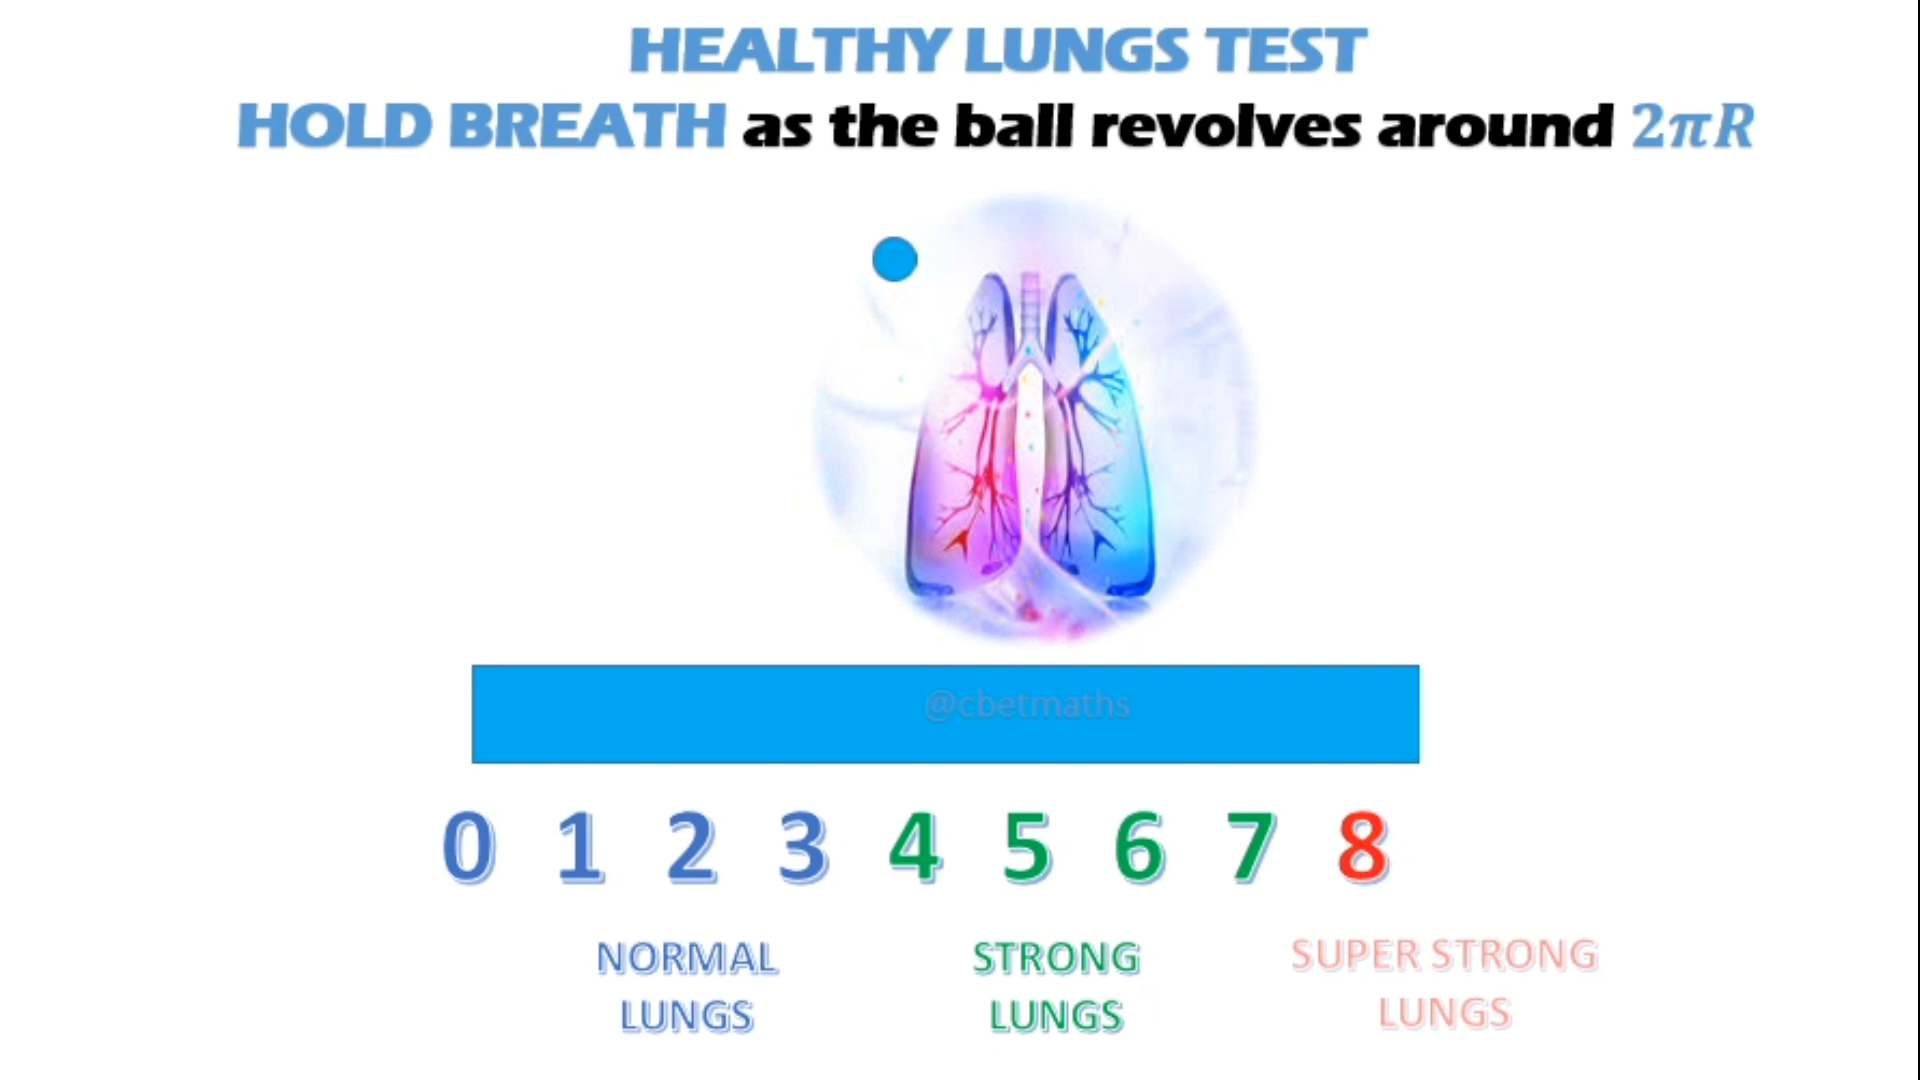 HEALTHY LUNGS TEST
HOLD BREATH as the ball revolves around 2πR
@cbetmaths
0 1 2 3 4 5 6 7 8
NORMAL LUNGS
STRONG LUNGS
SUPER STRONG LUNGS